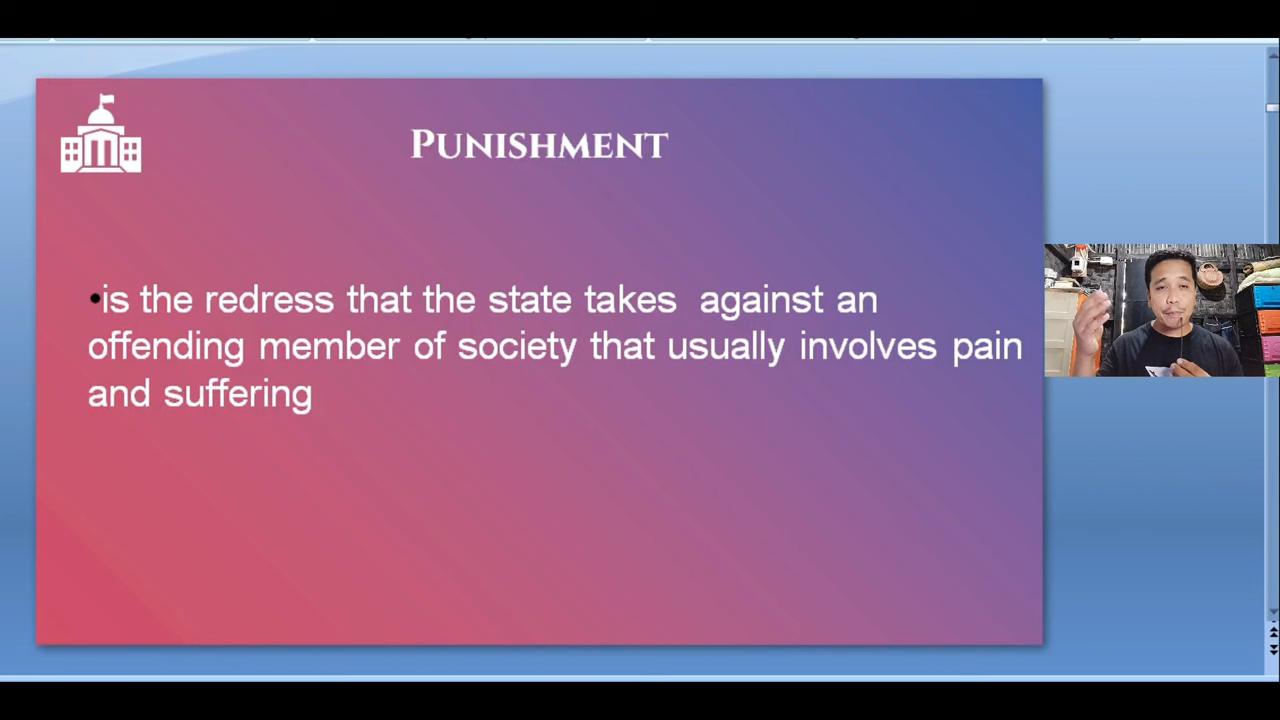 PUNISHMENT
•is the redress that the state takes  against an
offending member of society that usually involves pain
and suffering